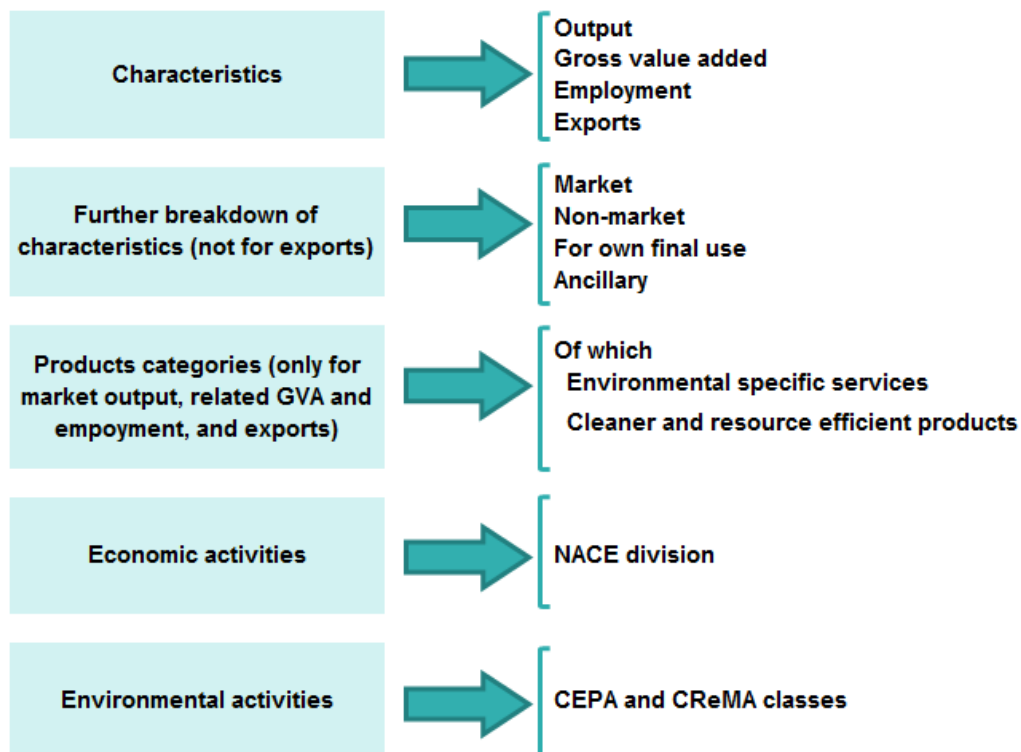 Characteristics
Output
Gross value added
Employment
Exports
Further breakdown of
characteristics (not for exports)
Market
Non-market
For own final use
Ancillary
Products categories (only for
market output, related GVA and
empoyment, and exports)
Of which
Environmental specific services
Cleaner and resource efficient products
Economic activities
NACE division
Environmental activities
CEPA and CReMA classes